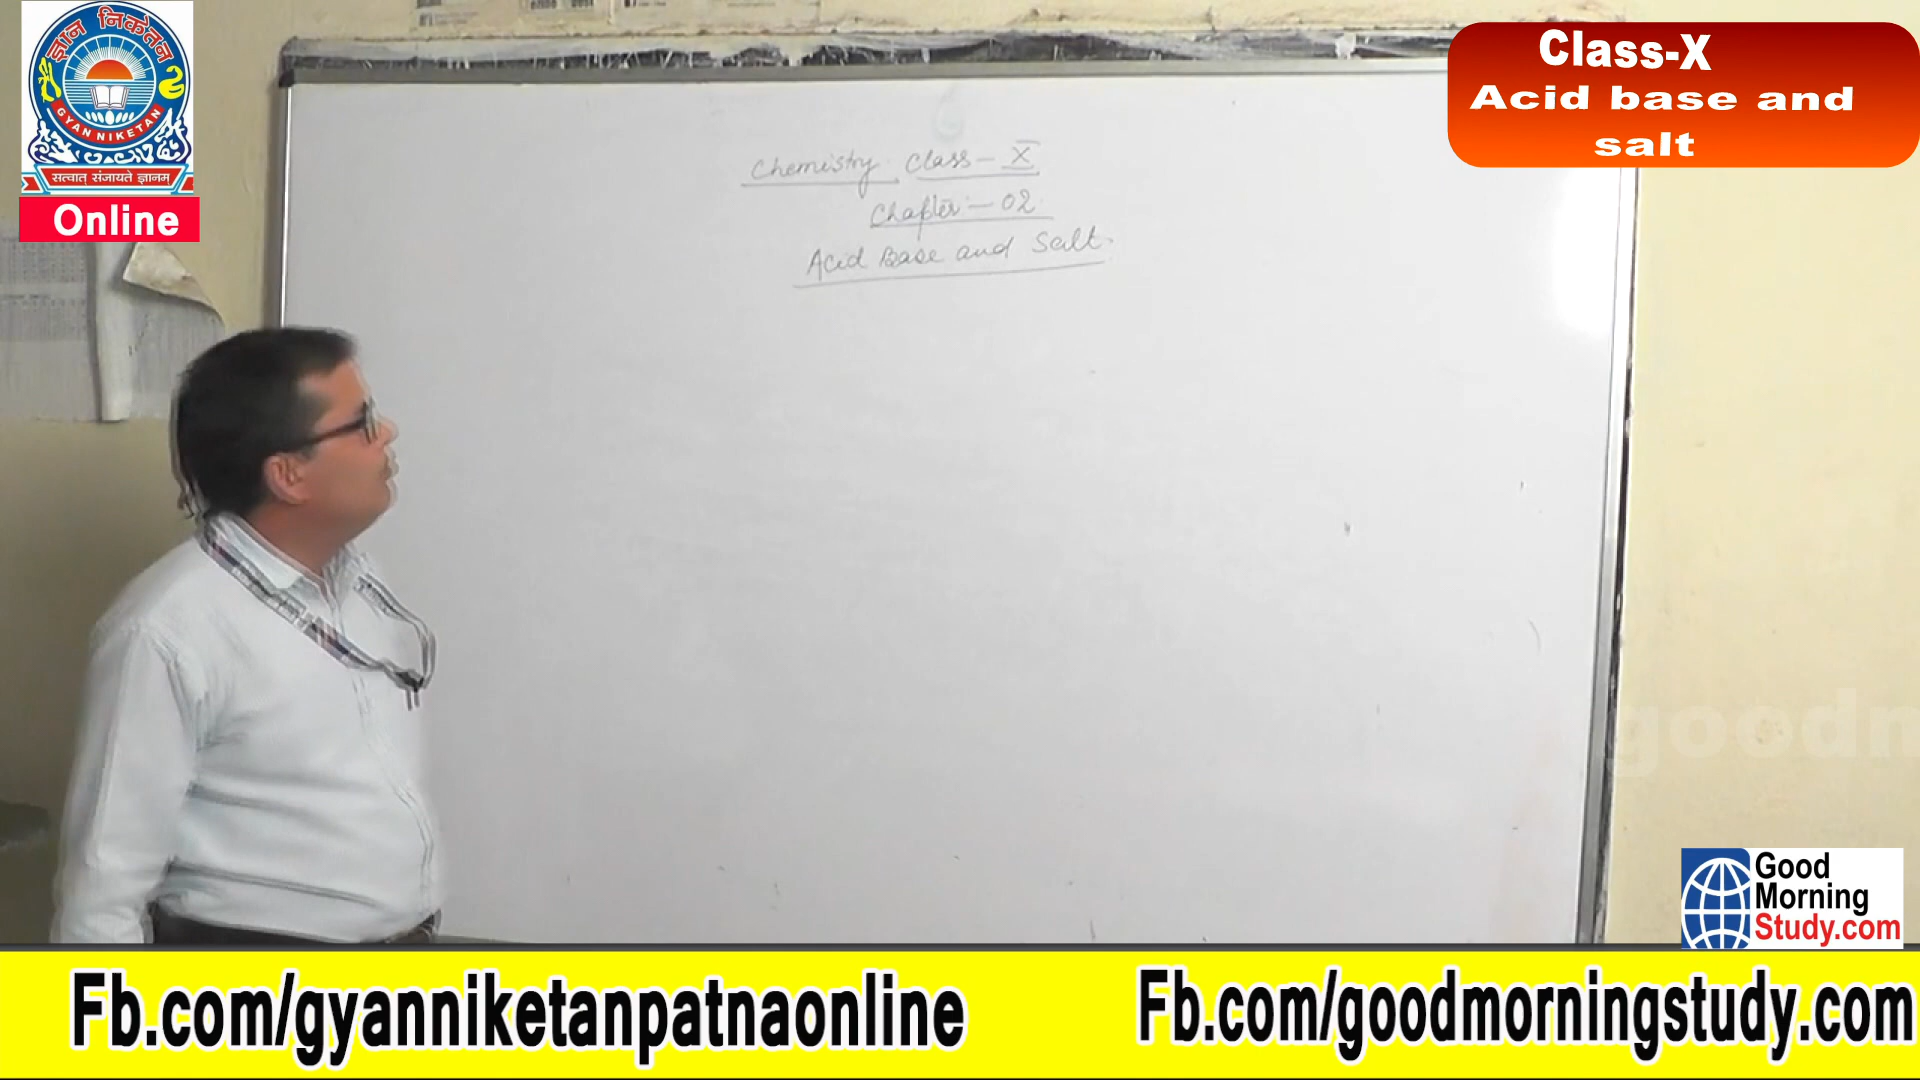 ज्ञान निकेतन
GYAN NIKETAN
सत्वात् संजायते ज्ञानम्
Online
Class-X
Acid base and
salt
Chemistry Class - X
Chapter - 02
Acid Base and Salt.
goodm
Good
Morning
Study.com
Fb.com/gyanniketanpatnaonline
Fb.com/goodmorningstudy.com